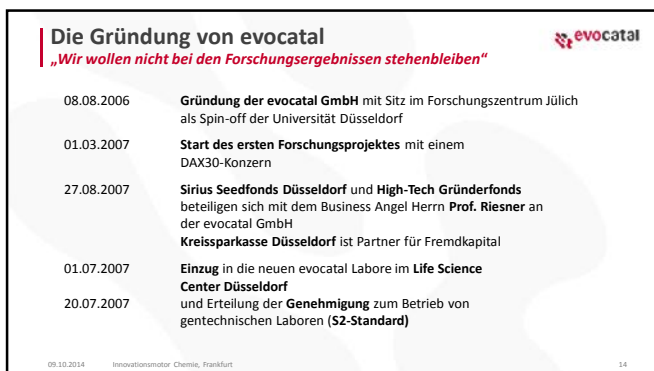 Die Gründung von evocatal
„Wir wollen nicht bei den Forschungsergebnissen stehenbleiben“
evocatal
08.08.2006 Gründung der evocatal GmbH mit Sitz im Forschungszentrum Jülich
als Spin-off der Universität Düsseldorf
01.03.2007 Start des ersten Forschungsprojektes mit einem
DAX30-Konzern
27.08.2007 Sirius Seedfonds Düsseldorf und High-Tech Gründerfonds
beteiligen sich mit dem Business Angel Herrn Prof. Riesner an
der evocatal GmbH
Kreissparkasse Düsseldorf ist Partner für Fremdkapital
01.07.2007 Einzug in die neuen evocatal Labore im Life Science
Center Düsseldorf
20.07.2007 und Erteilung der Genehmigung zum Betrieb von
gentechnischen Laboren (S2-Standard)
09.10.2014 Innovationsmotor Chemie, Frankfurt 14